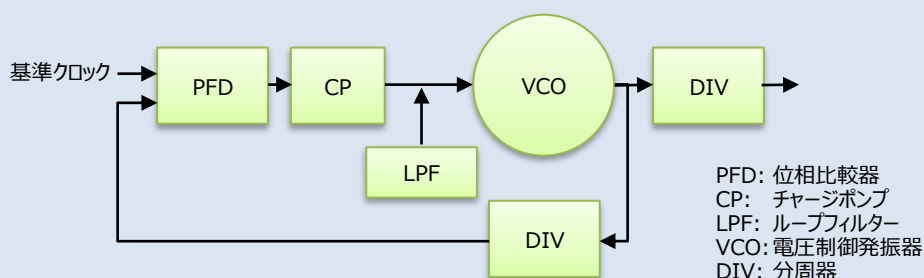 基準クロック
PFD
CP
VCO
DIV
LPF
DIV
PFD: 位相比較器
CP: チャージポンプ
LPF: ループフィルター
VCO: 電圧制御発振器
DIV: 分周器